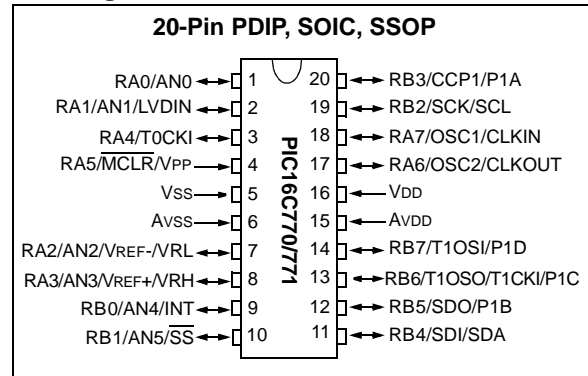 20-Pin PDIP, SOIC, SSOP
RA0/AN0 1 20 RB3/CCP1/P1A
RA1/AN1/LVDIN 2 19 RB2/SCK/SCL
RA4/T0CKI 3 18 RA7/OSC1/CLKIN
RA5/MCLR/VPP 4 17 RA6/OSC2/CLKOUT
VSS 5 16 VDD
AVSS 6 15 AVDD
RA2/AN2/VREF-/VRL 7 14 RB7/T1OSI/P1D
RA3/AN3/VREF+/VRH 8 13 RB6/T1OSO/T1CKI/P1C
RB0/AN4/INT 9 12 RB5/SDO/P1B
RB1/AN5/SS 10 11 RB4/SDI/SDA
PIC16C770/771